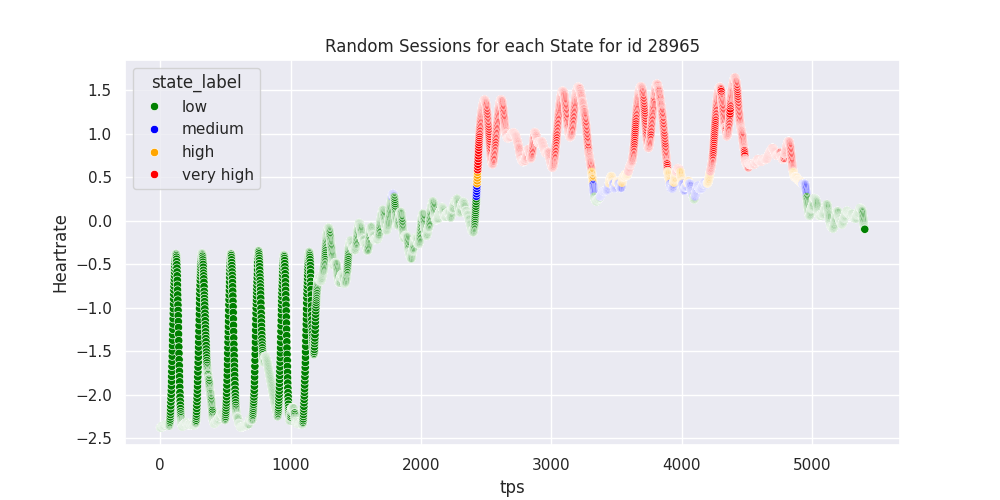 Random Sessions for each State for id 28965
state_label
low
medium
high
very high
1.5
1.0
0.5
0.0
−0.5
−1.0
−1.5
−2.0
−2.5
Heartrate
0 1000 2000 3000 4000 5000
tps